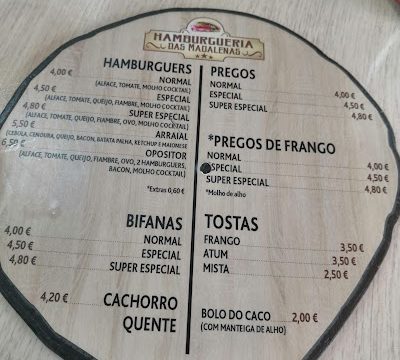 HAMBURGUERIA
DAS MADALENAS
HAMBURGUERS
4,00 € NORMAL
(ALFACE, TOMATE, MOLHO COCKTAIL)
4,50 € ESPECIAL
(ALFACE, TOMATE, QUEIJO, FIAMBRE, MOLHO COCKTAIL)
4,80 € SUPER ESPECIAL
(ALFACE, TOMATE, QUEIJO, FIAMBRE, OVO, MOLHO COCKTAIL)
5,50 € ARRAIAL
(CEBOLA, CENOURA, QUEIJO, BACON, BATATA PALHA, KETCHUP E MAIONESE
6,50 € OPOSITOR
(ALFACE, TOMATE, QUEIJO, FIAMBRE, OVO, 2 HAMBURGUERS,
BACON, MOLHO COCKTAIL)
*Extras 0,60 €
BIFANAS
4,00 € NORMAL
4,50 € ESPECIAL
4,80 € SUPER ESPECIAL
4,20 € CACHORRO
QUENTE
PREGOS
NORMAL 4,00 €
ESPECIAL 4,50 €
SUPER ESPECIAL 4,80 €
*PREGOS DE FRANGO
NORMAL 4,00 €
ESPECIAL 4,50 €
SUPER ESPECIAL 4,80 €
*Molho de alho
TOSTAS
FRANGO 3,50 €
ATUM 3,50 €
MISTA 2,50 €
BOLO DO CACO 2,00 €
(COM MANTEIGA DE ALHO)